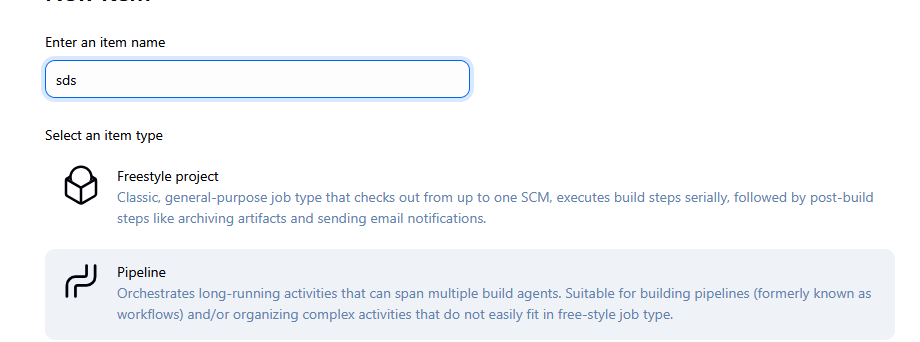 New Item
Enter an item name
sds
Select an item type
Freestyle project
Classic, general-purpose job type that checks out from up to one SCM, executes build steps serially, followed by post-build
steps like archiving artifacts and sending email notifications.
Pipeline
Orchestrates long-running activities that can span multiple build agents. Suitable for building pipelines (formerly known as
workflows) and/or organizing complex activities that do not easily fit in free-style job type.